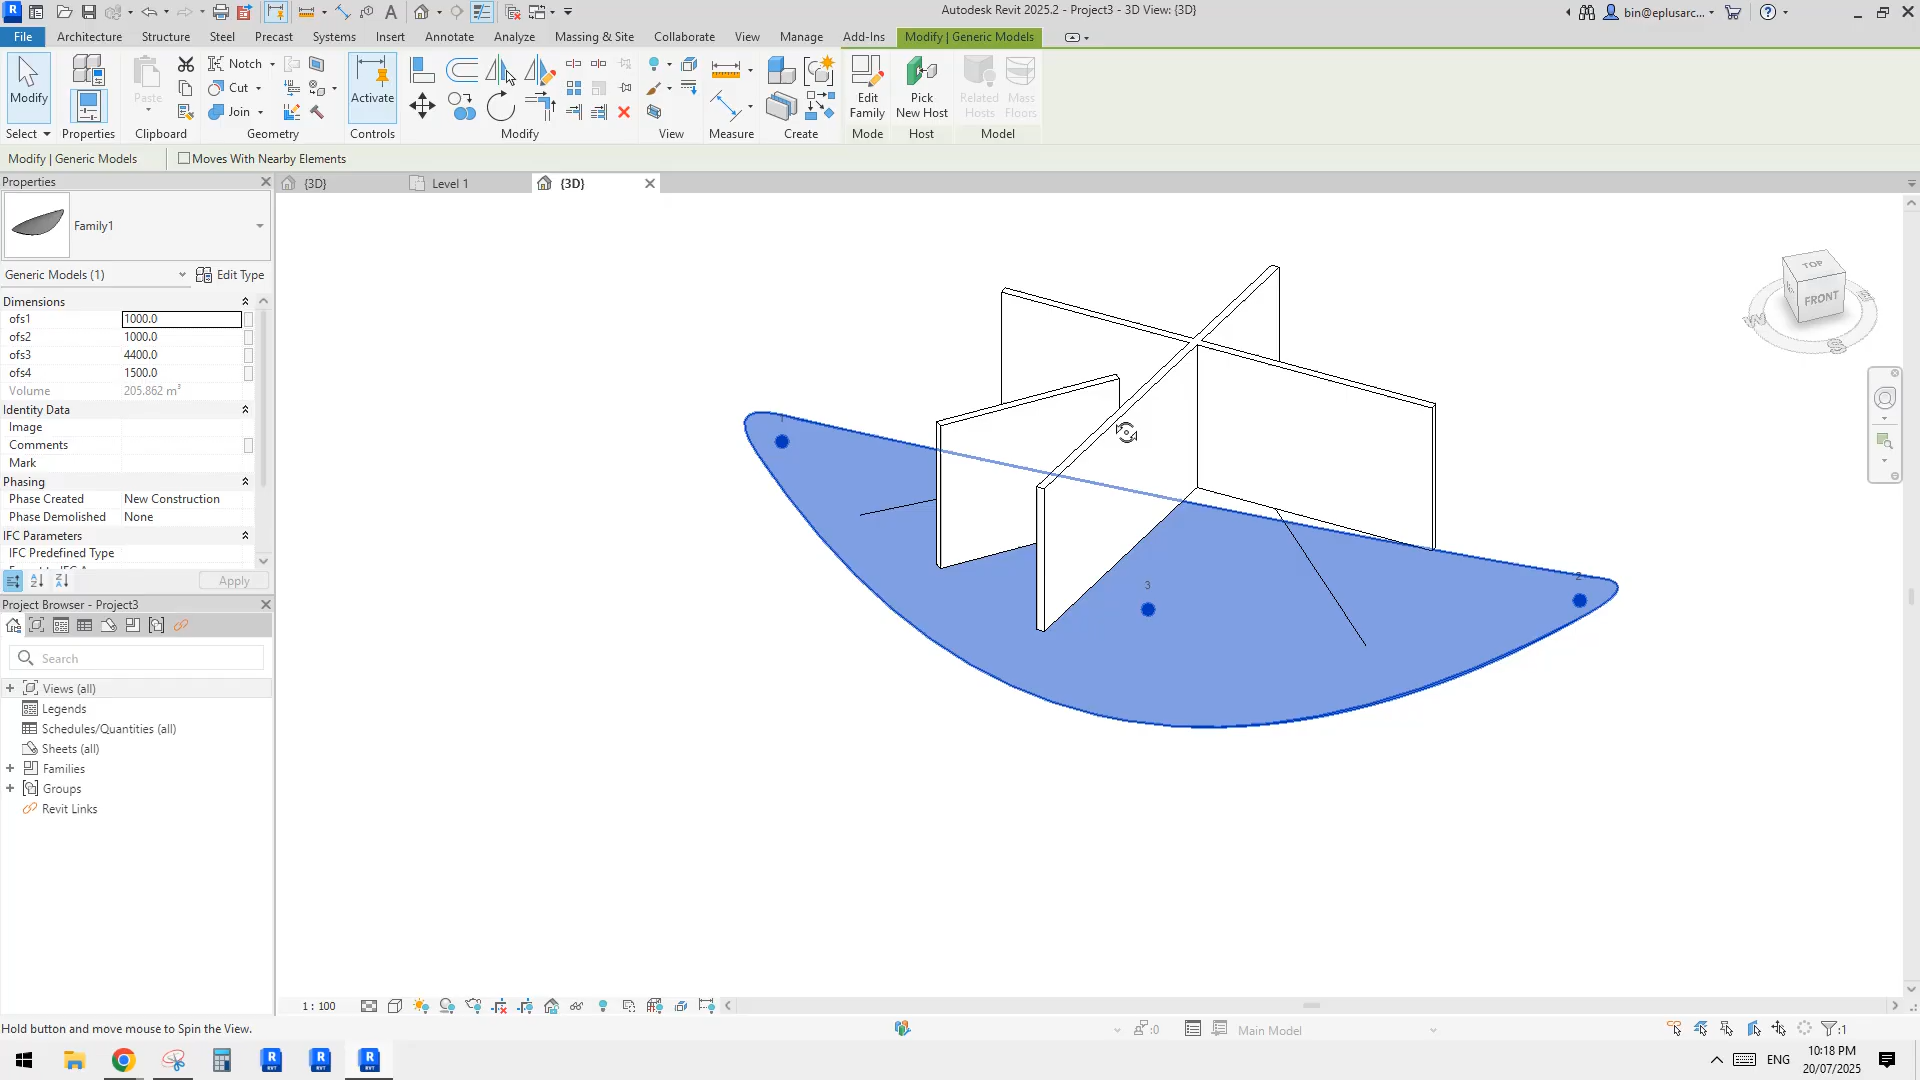 Autodesk Revit 2025.2 - Project3 - 3D View: {3D}
bin@eplusarc...
File
Architecture
Structure
Steel
Precast
Systems
Insert
Annotate
Analyze
Massing & Site
Collaborate
View
Manage
Add-Ins
Modify | Generic Models
Modify
Paste
Notch
Cut
Join
Activate
Edit Family
Pick New Host
Related Hosts
Mass Floors
Select
Properties
Clipboard
Geometry
Controls
Modify
View
Measure
Create
Mode
Host
Model
Modify | Generic Models
Moves With Nearby Elements
Properties
{3D}
Level 1
{3D}
Family1
Generic Models (1)
Edit Type
Dimensions
ofs1 1000.0
ofs2 1000.0
ofs3 4400.0
ofs4 1500.0
Volume 205.862 m³
Identity Data
Image
Comments
Mark
Phasing
Phase Created New Construction
Phase Demolished None
IFC Parameters
IFC Predefined Type
Apply
Project Browser - Project3
Search
Views (all)
Legends
Schedules/Quantities (all)
Sheets (all)
Families
Groups
Revit Links
TOP
FRONT
W
S
3
2
1 : 100
Hold button and move mouse to Spin the View.
:0
Main Model
:1
ENG
10:18 PM
20/07/2025